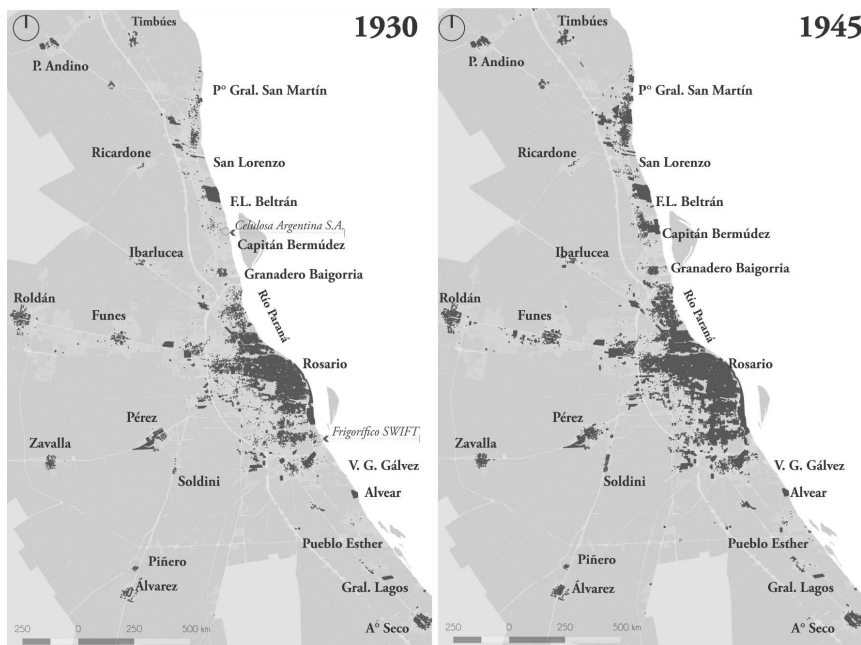 1930
Timbúes
P. Andino
Pº Gral. San Martín
Ricardone
San Lorenzo
F.L. Beltrán
Celulosa Argentina S.A.
Capitán Bermúdez
Ibarlucea
Granadero Baigorria
Roldán
Funes
Río Paraná
Rosario
Pérez
Frigorífico SWIFT
Zavalla
V. G. Gálvez
Soldini
Alvear
Pueblo Esther
Piñero
Álvarez
Gral. Lagos
Aº Seco
250 0 250 500 km
1945
Timbúes
P. Andino
Pº Gral. San Martín
Ricardone
San Lorenzo
F.L. Beltrán
Capitán Bermúdez
Ibarlucea
Granadero Baigorria
Roldán
Funes
Río Paraná
Rosario
Pérez
Zavalla
V. G. Gálvez
Soldini
Alvear
Pueblo Esther
Piñero
Álvarez
Gral. Lagos
Aº Seco
250 0 250 500 km